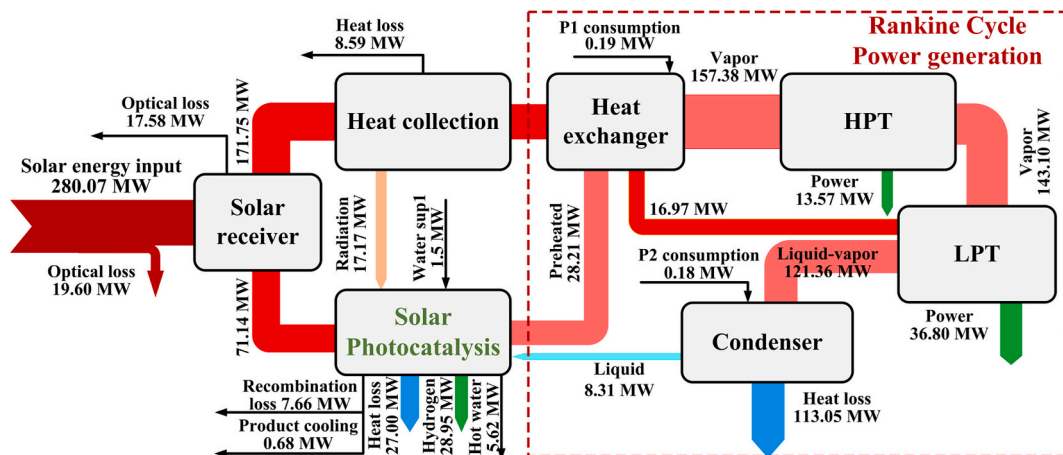 Heat loss
8.59 MW
P1 consumption
0.19 MW
Rankine Cycle
Power generation
Vapor
157.38 MW
Optical loss
17.58 MW
171.75 MW
Heat collection
Heat
exchanger
HPT
Vapor
143.10 MW
Solar energy input
280.07 MW
Solar
receiver
Radiation
17.17 MW
Water sup1
1.5 MW
Preheated
28.21 MW
Power
13.57 MW
16.97 MW
Optical loss
19.60 MW
71.14 MW
P2 consumption
0.18 MW
Liquid-vapor
121.36 MW
LPT
Solar
Photocatalysis
Condenser
Power
36.80 MW
Liquid
8.31 MW
Recombination
loss 7.66 MW
Product cooling
0.68 MW
Heat loss
27.00 MW
Hydrogen
28.95 MW
Hot water
5.62 MW
Heat loss
113.05 MW